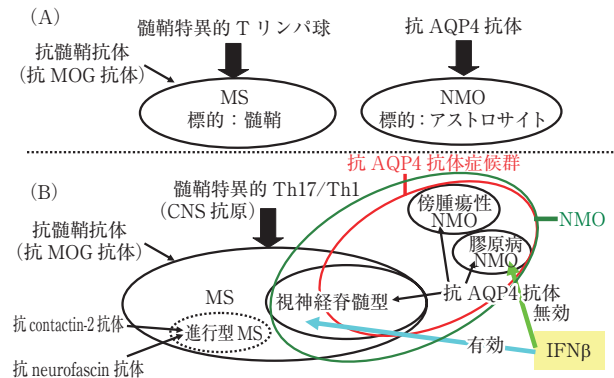 (A)
髄鞘特異的 T リンパ球
抗 AQP4 抗体
抗髄鞘抗体
(抗 MOG 抗体)
MS
標的：髄鞘
NMO
標的：アストロサイト
抗 AQP4 抗体症候群
(B)
髄鞘特異的 Th17/Th1
(CNS 抗原)
傍腫瘍性
NMO
NMO
抗髄鞘抗体
(抗 MOG 抗体)
膠原病
NMO
MS
視神経脊髄型
抗 AQP4 抗体
無効
抗 contactin-2 抗体
進行型 MS
有効
IFNβ
抗 neurofascin 抗体